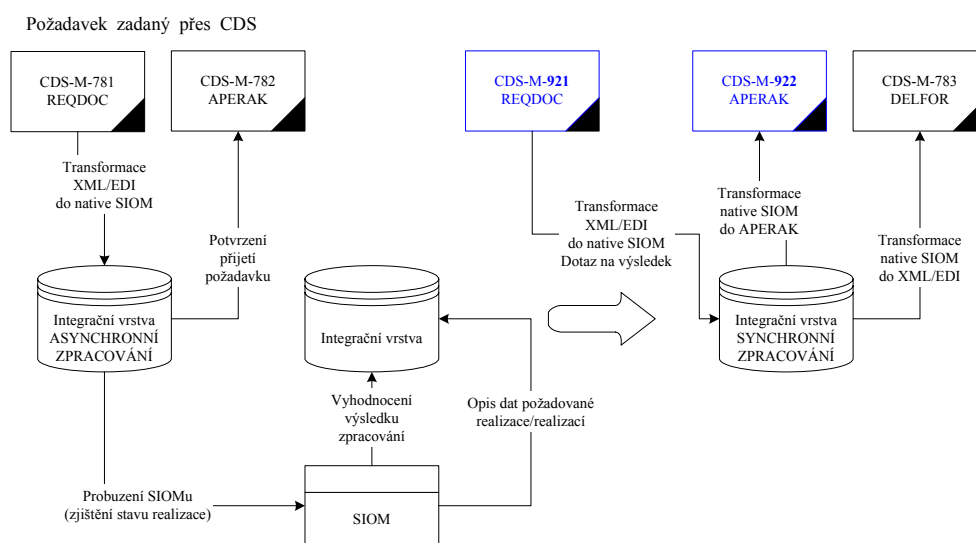 Požadavek zadaný přes CDS
CDS-M-781
REQDOC
CDS-M-782
APERAK
CDS-M-921
REQDOC
CDS-M-922
APERAK
CDS-M-783
DELFOR
Transformace
XML/EDI
do native SIOM
Potvrzení
přijetí
požadavku
Transformace
XML/EDI
do native SIOM
Dotaz na výsledek
Transformace
native SIOM
do APERAK
Transformace
native SIOM
do XML/EDI
Integrační vrstva
ASYNCHRONNÍ
ZPRACOVÁNÍ
Integrační vrstva
Integrační vrstva
SYNCHRONNÍ
ZPRACOVÁNÍ
Vyhodnocení
výsledku
zpracování
Opis dat požadované
realizace/realizací
Probuzení SIOMu
(zjištění stavu realizace)
SIOM